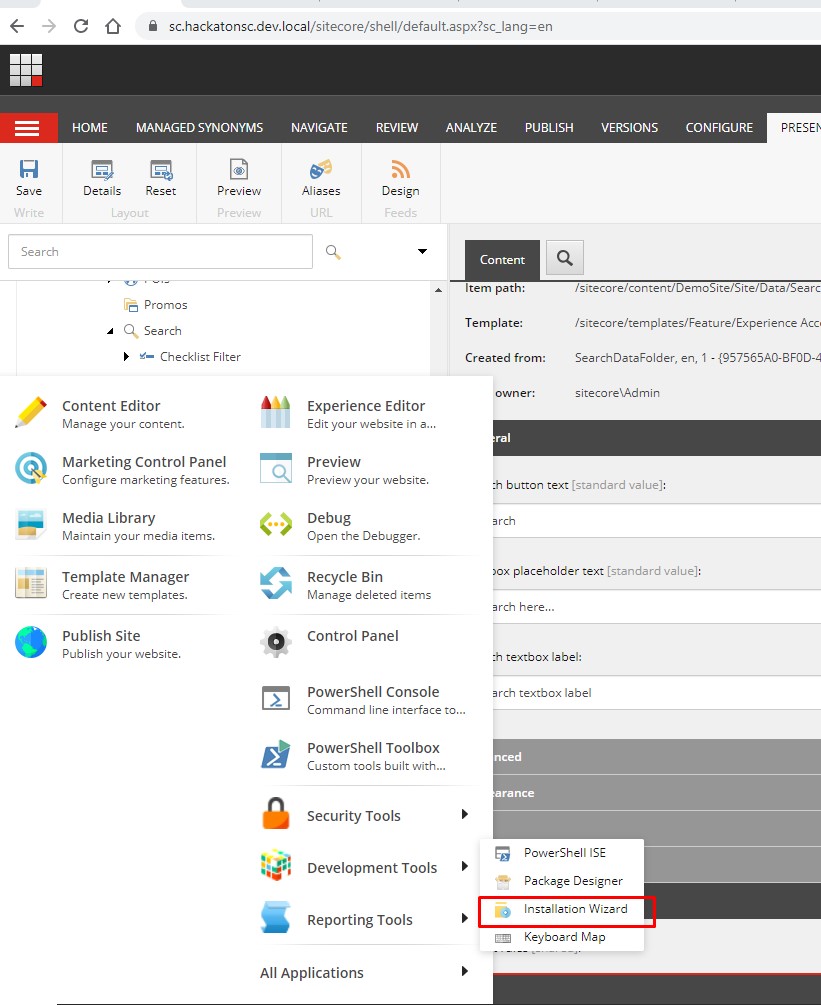 sc.hackatonsc.dev.local/sitecore/shell/default.aspx?sc_lang=en
HOME MANAGED SYNONYMS NAVIGATE REVIEW ANALYZE PUBLISH VERSIONS CONFIGURE PRESEN
Save Details Reset Preview Aliases Design
Write Layout Preview URL Feeds
Search
Content
POIs
Promos
Search
Checklist Filter
Item path: /sitecore/content/DemoSite/Site/Data/Searc
Template: /sitecore/templates/Feature/Experience Acce
Created from: SearchDataFolder, en, 1 - {957565A0-BF0D-4
owner: sitecore\Admin
Content Editor
Manage your content.
Marketing Control Panel
Configure marketing features.
Media Library
Maintain your media items.
Template Manager
Create new templates.
Publish Site
Publish your website.
Experience Editor
Edit your website in a...
Preview
Preview your website.
Debug
Open the Debugger.
Recycle Bin
Manage deleted items
Control Panel
PowerShell Console
Command line interface to...
PowerShell Toolbox
Custom tools built with...
Security Tools
Development Tools
Reporting Tools
All Applications
PowerShell ISE
Package Designer
Installation Wizard
Keyboard Map
eral
ch button text [standard value]:
arch
box placeholder text [standard value]:
arch here...
ch textbox label:
arch textbox label
nced
earance